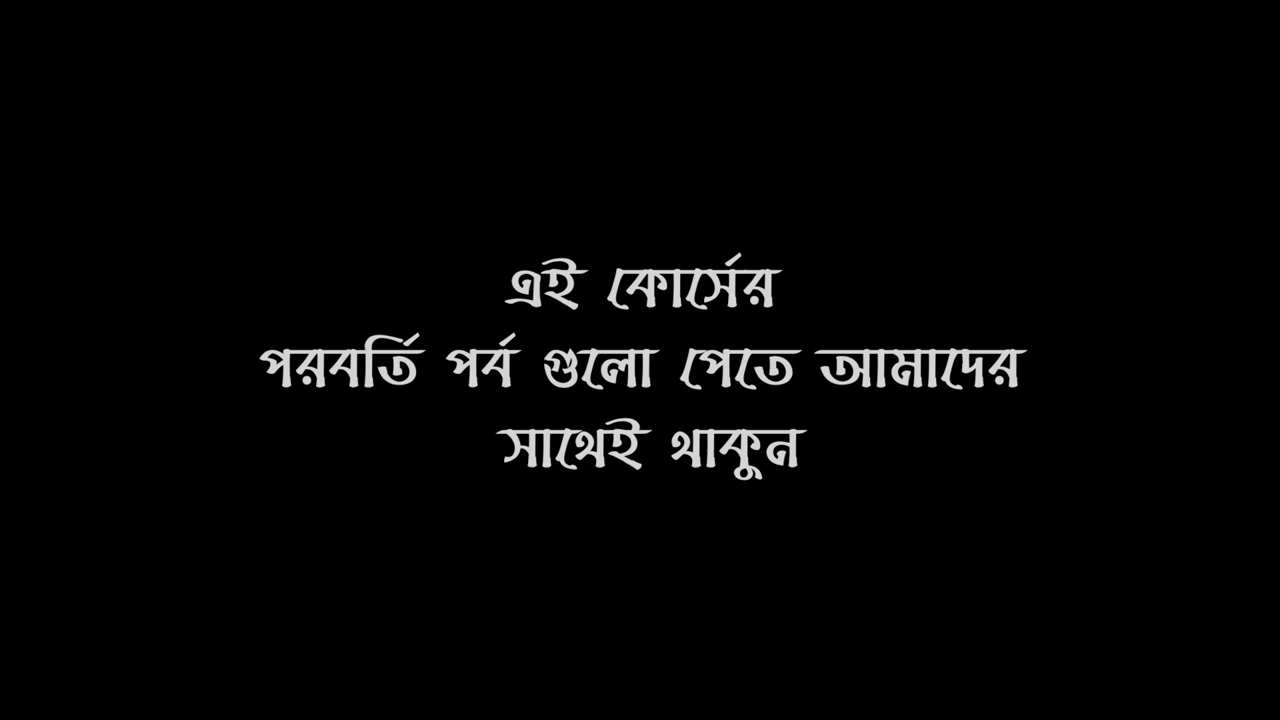 এই কোর্সের
পরবর্তি পর্ব গুলো পেতে আমাদের
সাথেই থাকুন